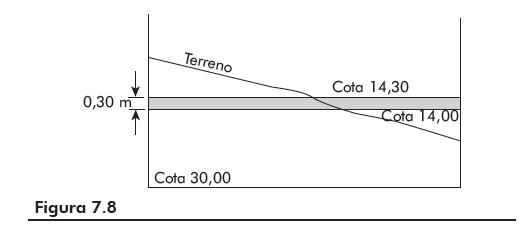 Terreno
Cota 14,30
0,30 m
Cota 14,00
Cota 30,00
Figura 7.8